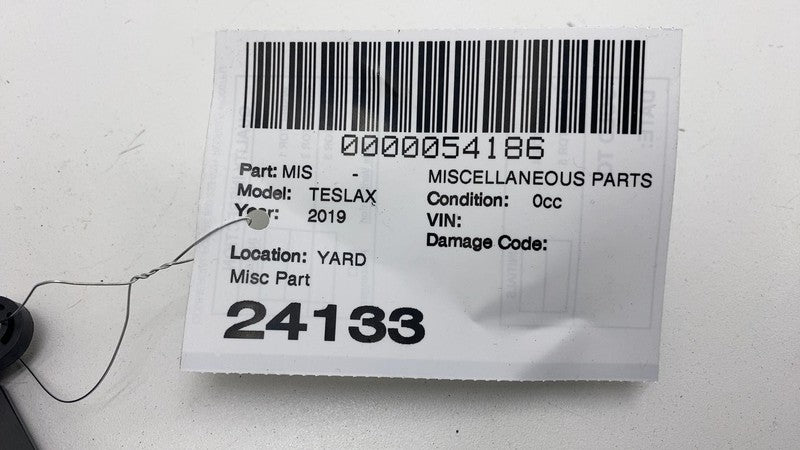 0000054186
Part: MIS - MISCELLANEOUS PARTS
Model: TESLAX Condition: 0cc
Year: 2019 VIN:
Damage Code:
Location: YARD
Misc Part
24133